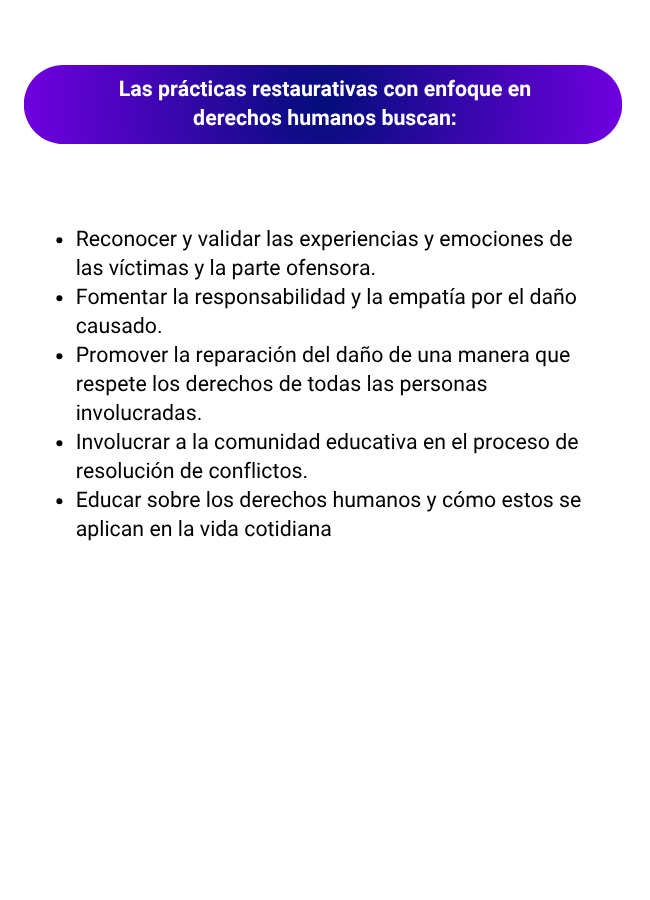 Las prácticas restaurativas con enfoque en
derechos humanos buscan:
• Reconocer y validar las experiencias y emociones de
las víctimas y la parte ofensora.
• Fomentar la responsabilidad y la empatía por el daño
causado.
• Promover la reparación del daño de una manera que
respete los derechos de todas las personas
involucradas.
• Involucrar a la comunidad educativa en el proceso de
resolución de conflictos.
• Educar sobre los derechos humanos y cómo estos se
aplican en la vida cotidiana